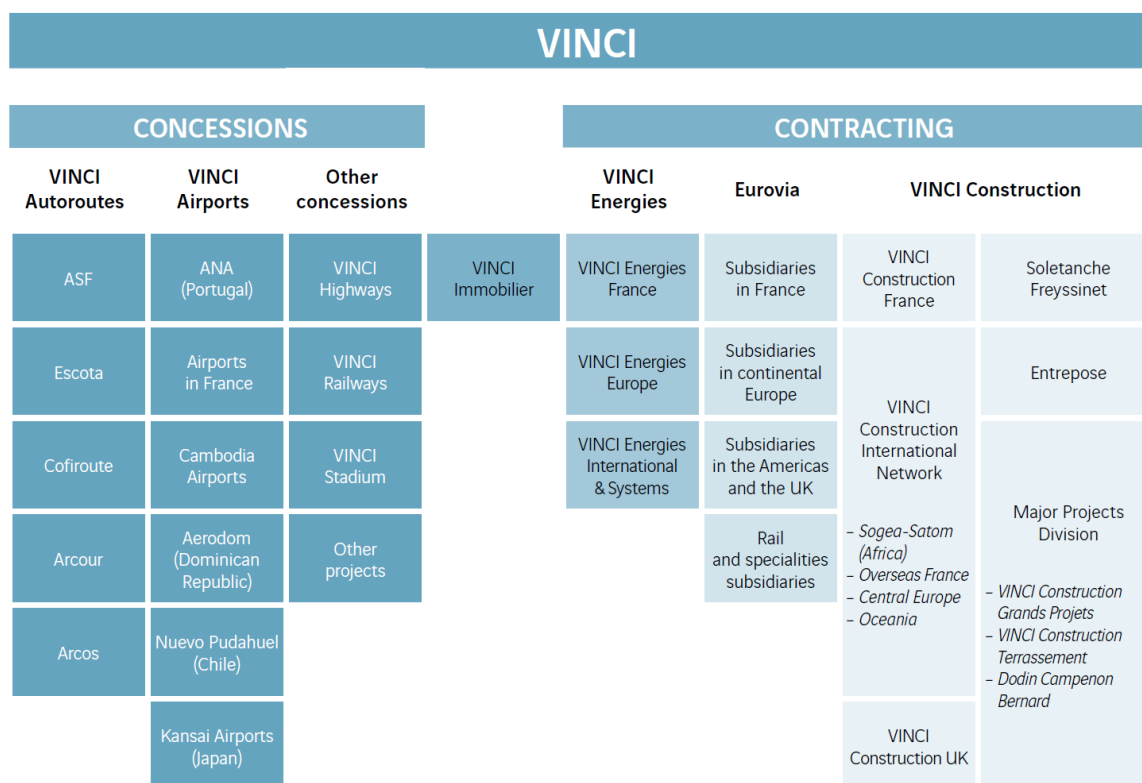 VINCI
CONCESSIONS
CONTRACTING
VINCI
Autoroutes
VINCI
Airports
Other
concessions
VINCI
Energies
Eurovia
VINCI Construction
ASF
ANA
(Portugal)
VINCI
Highways
VINCI
Immobilier
VINCI Energies
France
Subsidiaries
in France
VINCI
Construction
France
Soletanche
Freyssinet
Escota
Airports
in France
VINCI
Railways
VINCI Energies
Europe
Subsidiaries
in continental
Europe
VINCI
Construction
International
Network
– Sogea-Satom
(Africa)
– Overseas France
– Central Europe
– Oceania
Entrepose
Cofiroute
Cambodia
Airports
VINCI
Stadium
VINCI Energies
International
& Systems
Subsidiaries
in the Americas
and the UK
Major Projects
Division
– VINCI Construction
Grands Projets
– VINCI Construction
Terrassement
– Dodin Campenon
Bernard
Arcour
Aerodom
(Dominican
Republic)
Other
projects
Rail
and specialities
subsidiaries
Arcos
Nuevo Pudahuel
(Chile)
Kansai Airports
(Japan)
VINCI
Construction UK